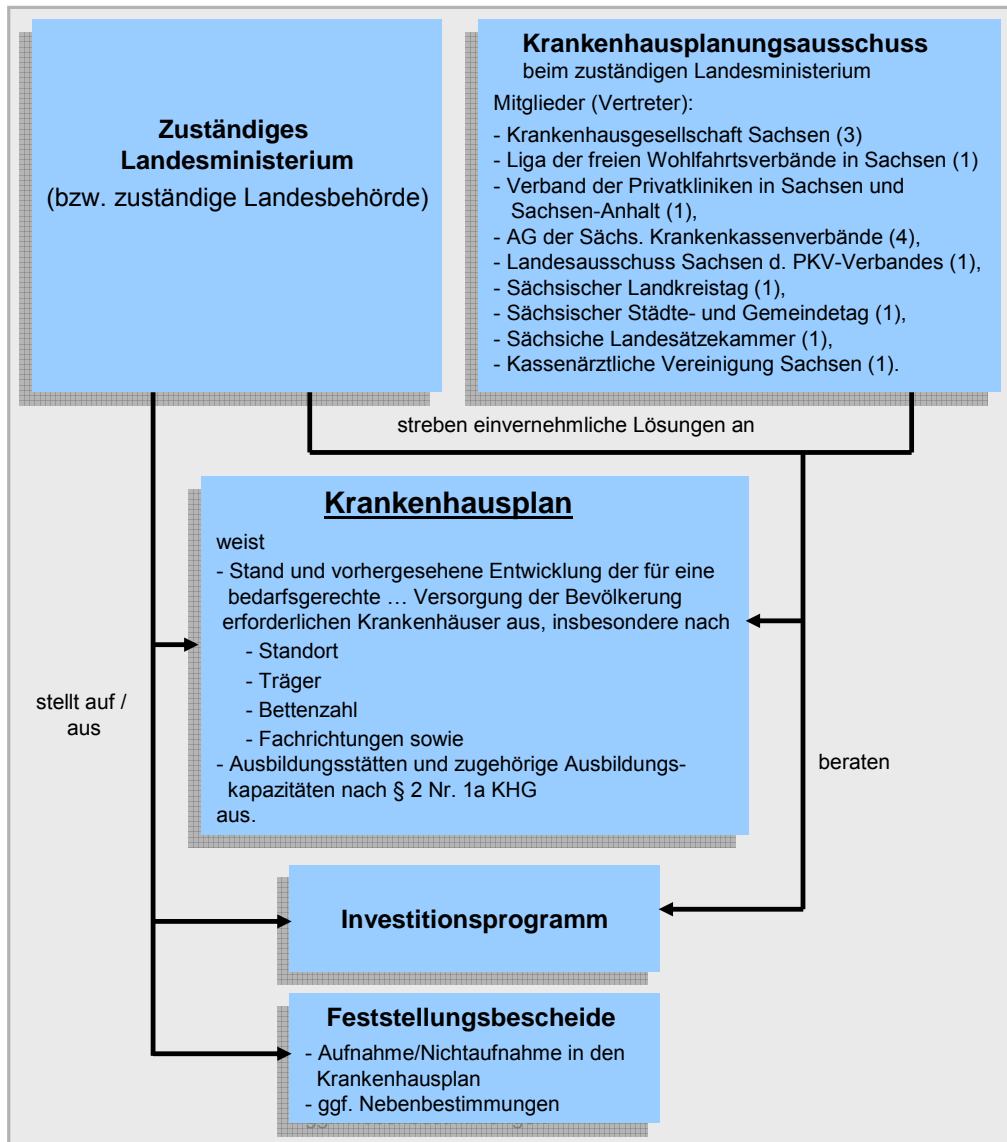 Zuständiges
Landesministerium
(bzw. zuständige Landesbehörde)
Krankenhausplanungsausschuss
beim zuständigen Landesministerium
Mitglieder (Vertreter):
- Krankenhausgesellschaft Sachsen (3)
- Liga der freien Wohlfahrtsverbände in Sachsen (1)
- Verband der Privatkliniken in Sachsen und
Sachsen-Anhalt (1),
- AG der Sächs. Krankenkassenverbände (4),
- Landesausschuss Sachsen d. PKV-Verbandes (1),
- Sächsischer Landkreistag (1),
- Sächsischer Städte- und Gemeindetag (1),
- Sächsiche Landesätzekammer (1),
- Kassenärztliche Vereinigung Sachsen (1).
streben einvernehmliche Lösungen an
Krankenhausplan
weist
- Stand und vorhergesehene Entwicklung der für eine
bedarfsgerechte … Versorgung der Bevölkerung
erforderlichen Krankenhäuser aus, insbesondere nach
- Standort
- Träger
- Bettenzahl
- Fachrichtungen sowie
- Ausbildungsstätten und zugehörige Ausbildungs-
kapazitäten nach § 2 Nr. 1a KHG
aus.
stellt auf /
aus
beraten
Investitionsprogramm
Feststellungsbescheide
- Aufnahme/Nichtaufnahme in den
Krankenhausplan
- ggf. Nebenbestimmungen